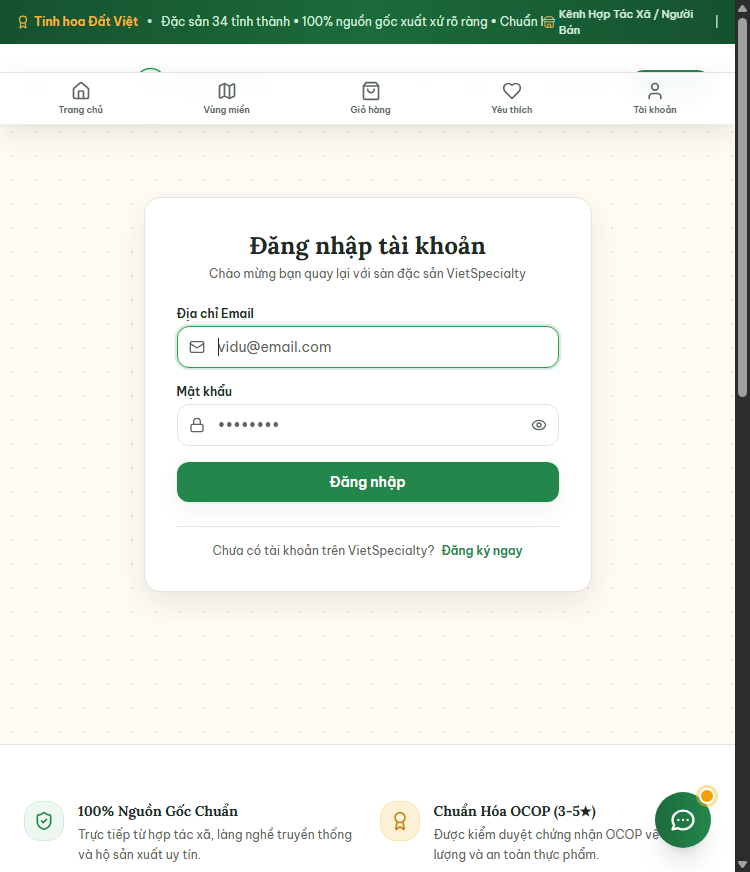 Tinh hoa Đất Việt • Đặc sản 34 tỉnh thành • 100% nguồn gốc xuất xứ rõ ràng • Chuẩn
Kênh Hợp Tác Xã / Người
Bán
|
Trang chủ
Vùng miền
Giỏ hàng
Yêu thích
Tài khoản
Đăng nhập tài khoản
Chào mừng bạn quay lại với sàn đặc sản VietSpecialty
Địa chỉ Email
vidu@email.com
Mật khẩu
••••••••
Đăng nhập
Chưa có tài khoản trên VietSpecialty? Đăng ký ngay
100% Nguồn Gốc Chuẩn
Trực tiếp từ hợp tác xã, làng nghề truyền thống
và hộ sản xuất uy tín.
Chuẩn Hóa OCOP (3-5★)
Được kiểm duyệt chứng nhận OCOP về
lượng và an toàn thực phẩm.